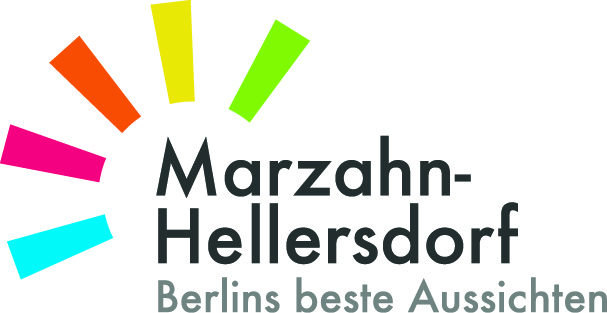 Marzahn-
Hellersdorf
Berlins beste Aussichten